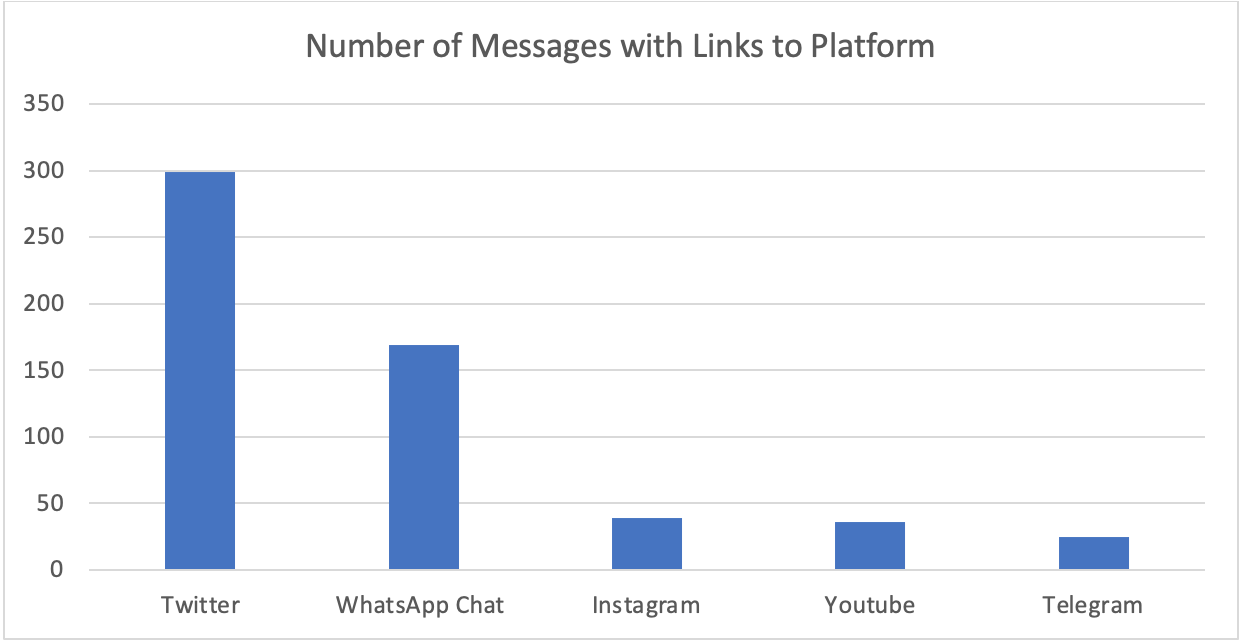 Number of Messages with Links to Platform
350
300
250
200
150
100
50
0
Twitter
WhatsApp Chat
Instagram
Youtube
Telegram